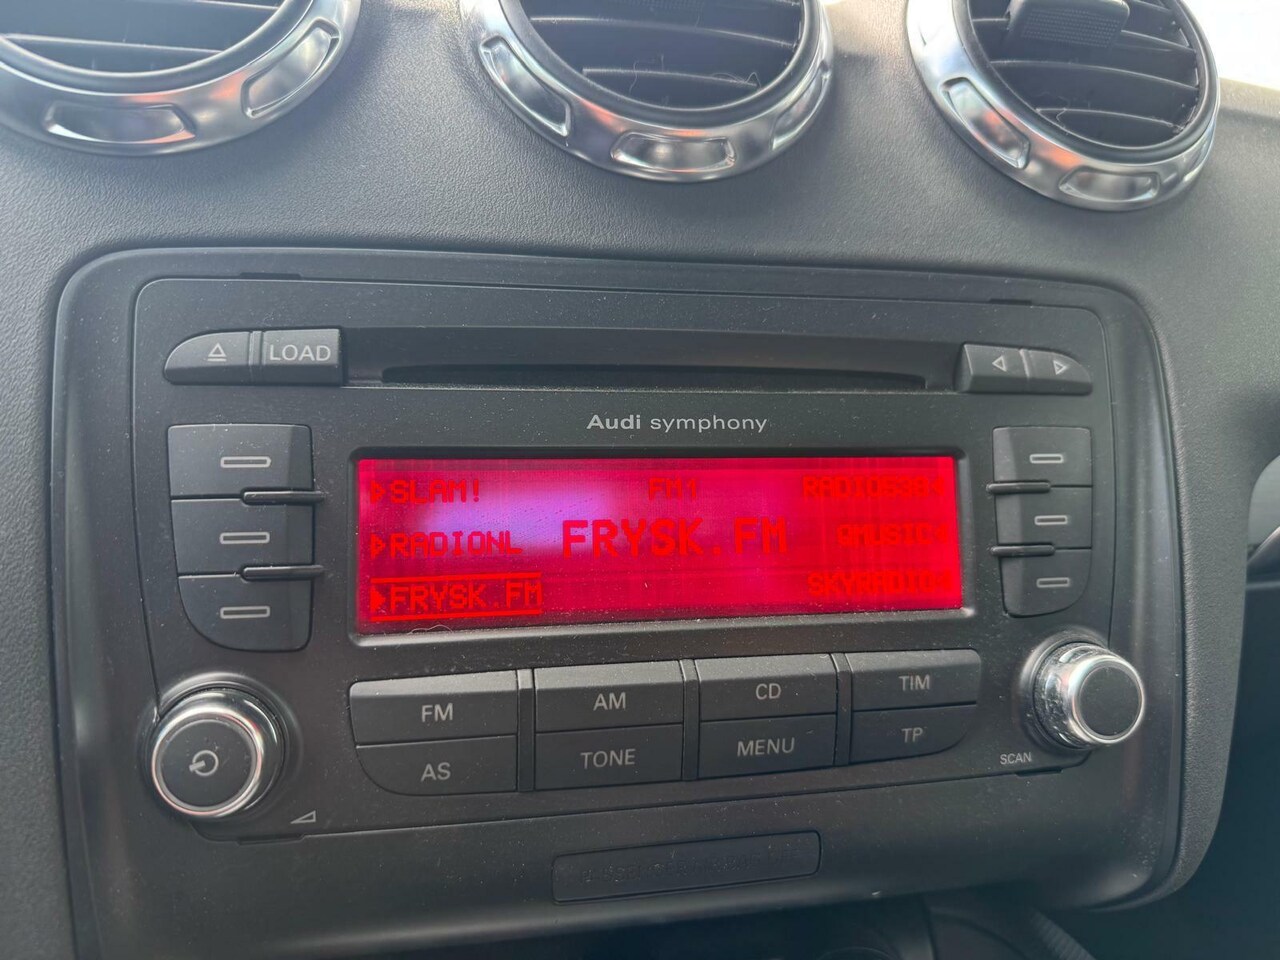 LOAD
Audi symphony
SLAM! FM1 RADIO538
RADIONL FRYSK.FM QMUSIC
FRYSK.FM SKYRADIO
FM AM CD TIM
AS TONE MENU TP
SCAN